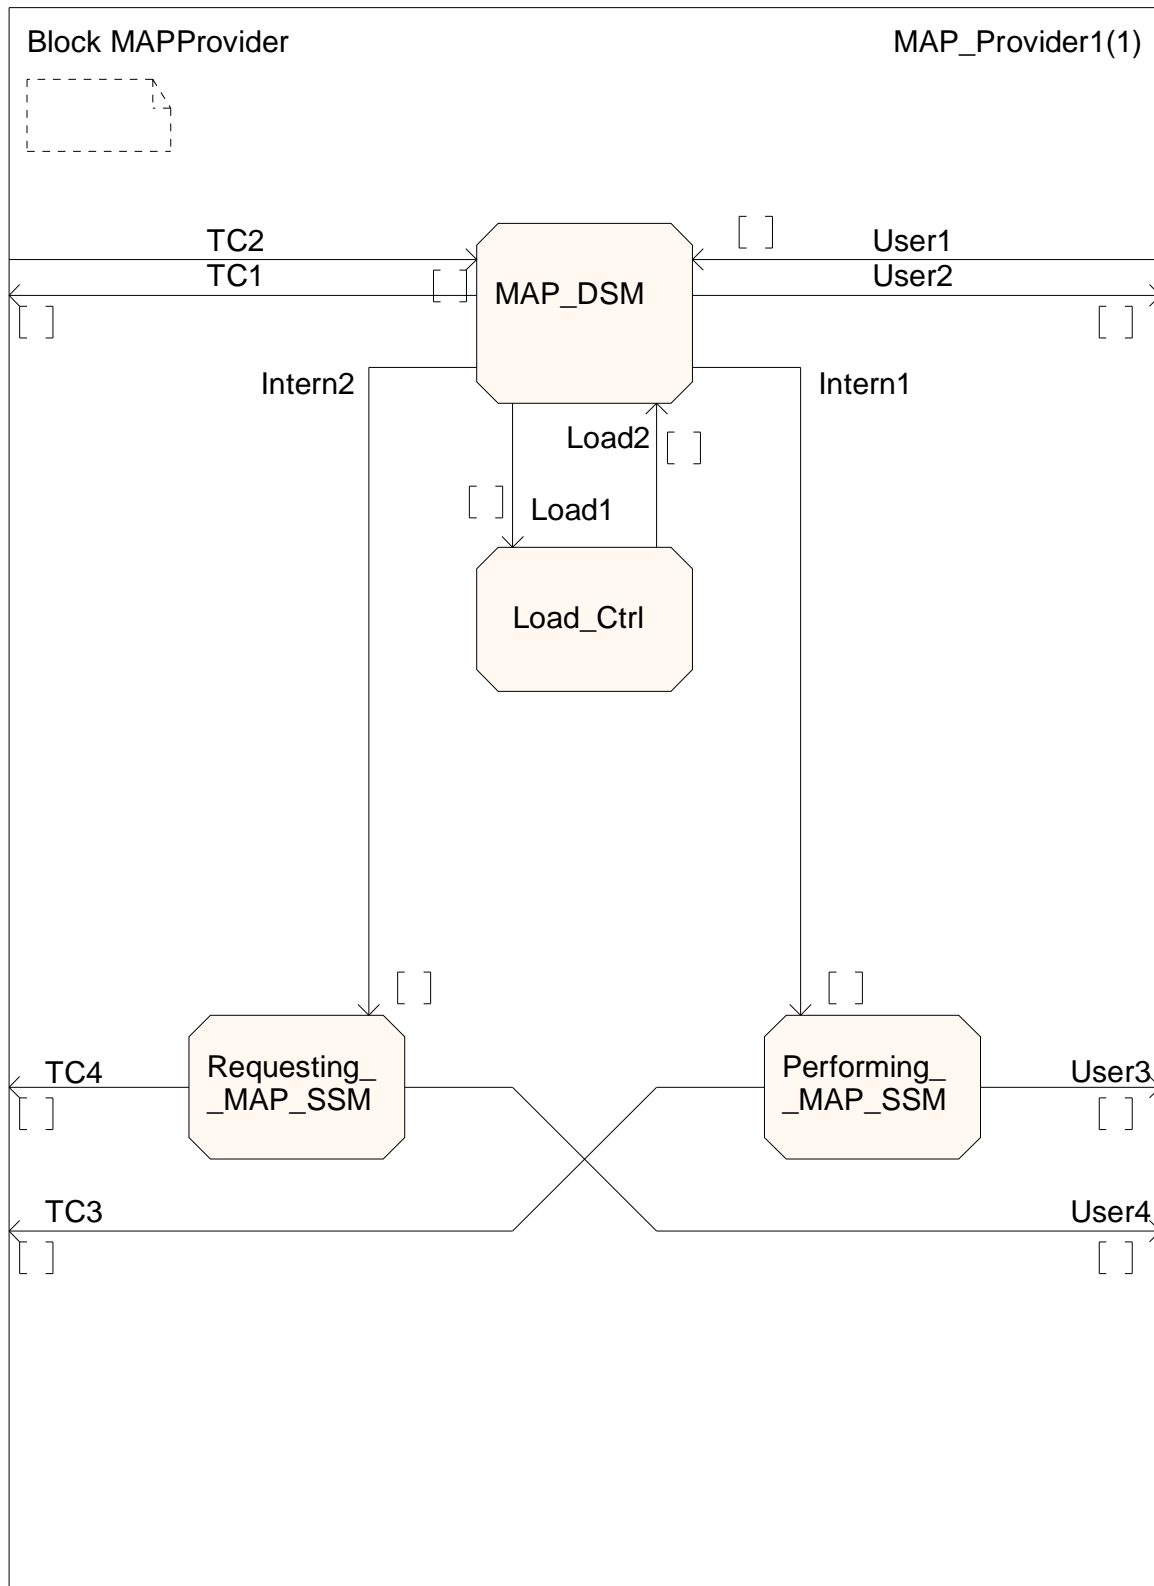 Block MAPProvider
MAP_Provider1(1)
TC2
User1
TC1
User2
MAP_DSM
Intern2
Intern1
Load2
Load1
Load_Ctrl
TC4
Requesting_
_MAP_SSM
Performing_
_MAP_SSM
User3
TC3
User4